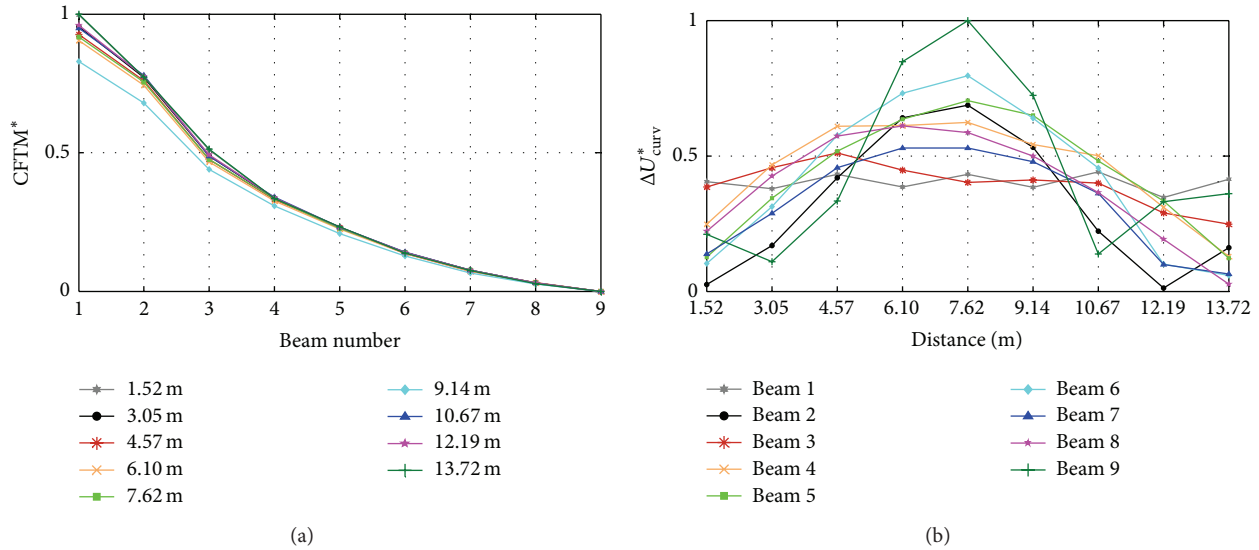 1
0.5
0
CFTM*
1 2 3 4 5 6 7 8 9
Beam number
1.52 m
3.05 m
4.57 m
6.10 m
7.62 m
9.14 m
10.67 m
12.19 m
13.72 m
(a)
1
0.5
0
ΔU*curv
1.52 3.05 4.57 6.10 7.62 9.14 10.67 12.19 13.72
Distance (m)
Beam 1
Beam 2
Beam 3
Beam 4
Beam 5
Beam 6
Beam 7
Beam 8
Beam 9
(b)